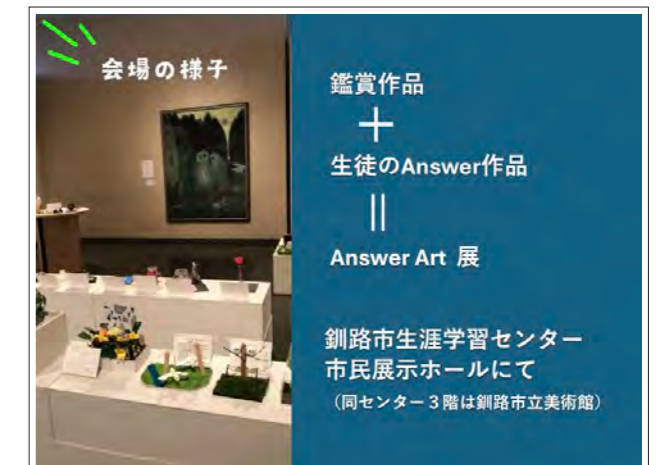 会場の様子
鑑賞作品
＋
生徒のAnswer作品
||
Answer Art 展
釧路市生涯学習センター
市民展示ホールにて
（同センター３階は釧路市立美術館）